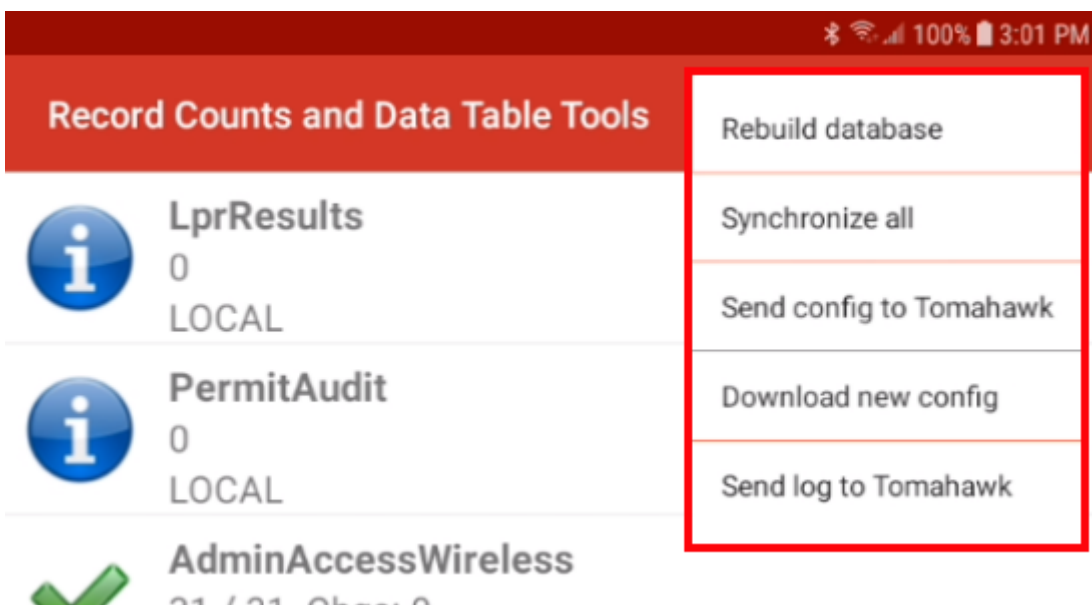 100% 3:01 PM
Record Counts and Data Table Tools
Rebuild database
Synchronize all
Send config to Tomahawk
Download new config
Send log to Tomahawk
LprResults
0
LOCAL
PermitAudit
0
LOCAL
AdminAccessWireless